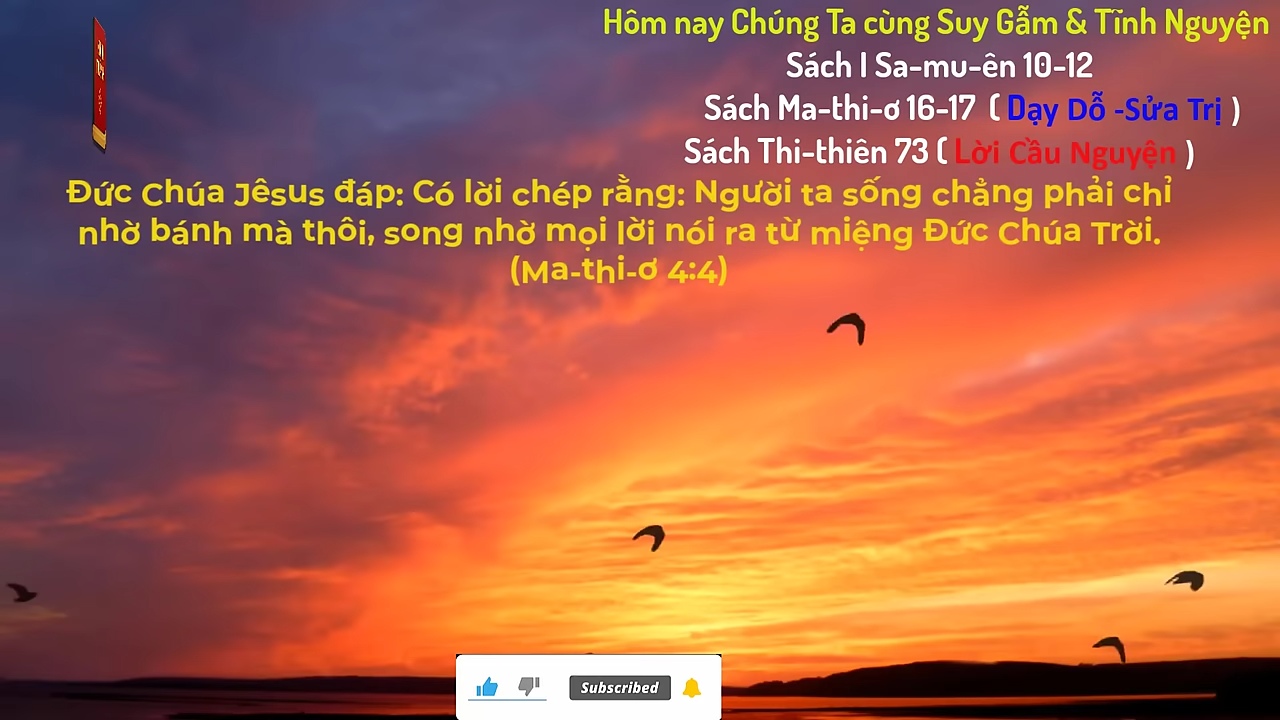 Hôm nay Chúng Ta cùng Suy Gẫm & Tĩnh Nguyện
Sách I Sa-mu-ên 10-12
Sách Ma-thi-ơ 16-17 ( Dạy Dỗ -Sửa Trị )
Sách Thi-thiên 73 ( Lời Cầu Nguyện )
Đức Chúa Jêsus đáp: Có lời chép rằng: Người ta sống chẳng phải chỉ
nhờ bánh mà thôi, song nhờ mọi lời nói ra từ miệng Đức Chúa Trời.
(Ma-thi-ơ 4:4)
Subscribed